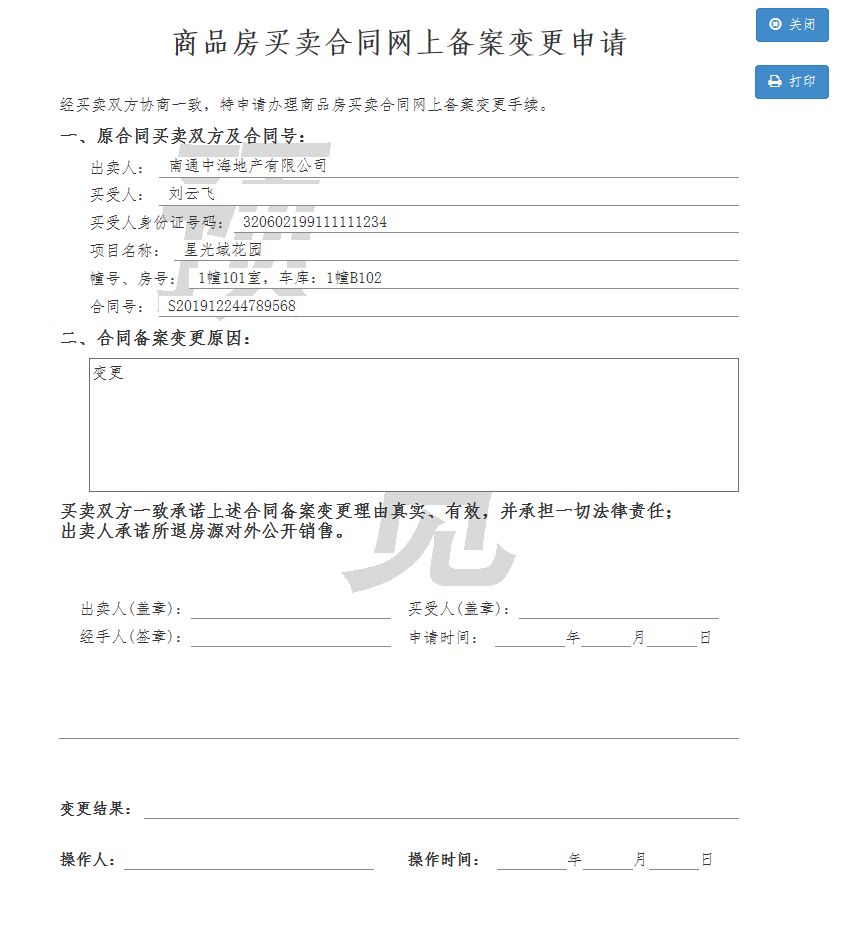 关闭
商品房买卖合同网上备案变更申请
打印
经买卖双方协商一致，特申请办理商品房买卖合同网上备案变更手续。
一、原合同买卖双方及合同号：
出卖人： 南通中海地产有限公司
买受人： 刘云飞
买受人身份证号码： 320602199111111234
项目名称： 星光域花园
幢号、房号： 1幢101室，车库：1幢B102
合同号： S201912244789568
二、合同备案变更原因：
变更
买卖双方一致承诺上述合同备案变更理由真实、有效，并承担一切法律责任；
出卖人承诺所退房源对外公开销售。
出卖人(盖章)： 买受人(盖章)：
经手人(签章)： 申请时间： 年 月 日
变更结果：
操作人： 操作时间： 年 月 日